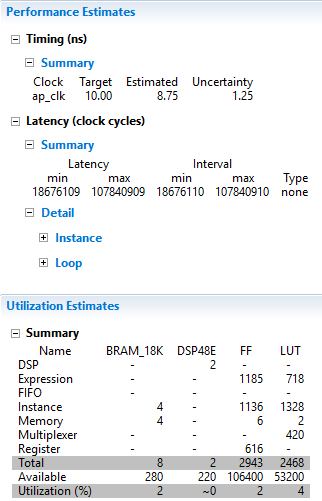 Performance Estimates
Timing (ns)
Summary
Clock Target Estimated Uncertainty
ap_clk 10.00 8.75 1.25
Latency (clock cycles)
Summary
Latency Interval
min max min max Type
18676109 107840909 18676110 107840910 none
Detail
Instance
Loop
Utilization Estimates
Summary
Name BRAM_18K DSP48E FF LUT
DSP - 2 - -
Expression - - 1185 718
FIFO - - - -
Instance 4 - 1136 1328
Memory 4 - 6 2
Multiplexer - - - 420
Register - - 616 -
Total 8 2 2943 2468
Available 280 220 106400 53200
Utilization (%) 2 ~0 2 4